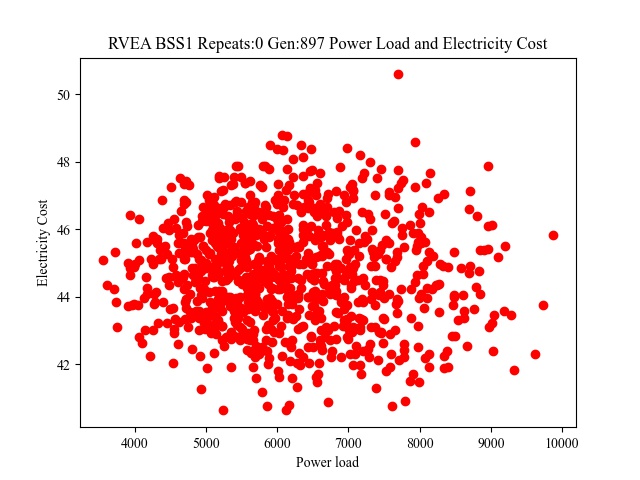 RVEA BSS1 Repeats:0 Gen:897 Power Load and Electricity Cost
Electricity Cost
50
48
46
44
42
4000 5000 6000 7000 8000 9000 10000
Power load